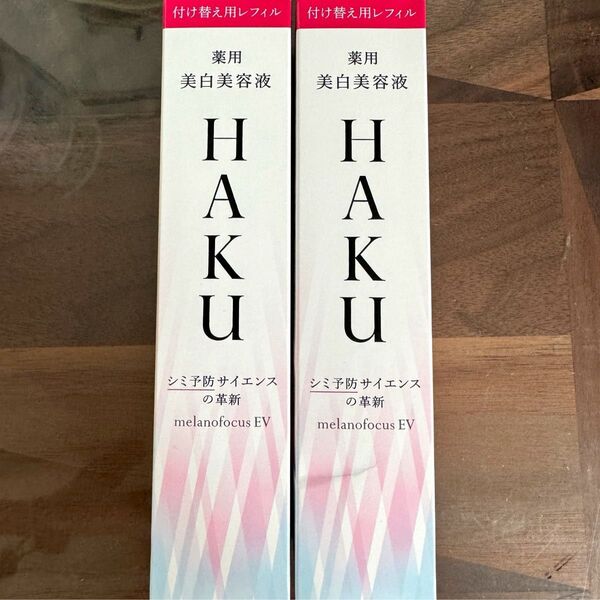 付け替え用レフィル
薬用
美白美容液
HAKU
シミ予防サイエンス
の革新
melanofocus EV
付け替え用レフィル
薬用
美白美容液
HAKU
シミ予防サイエンス
の革新
melanofocus EV